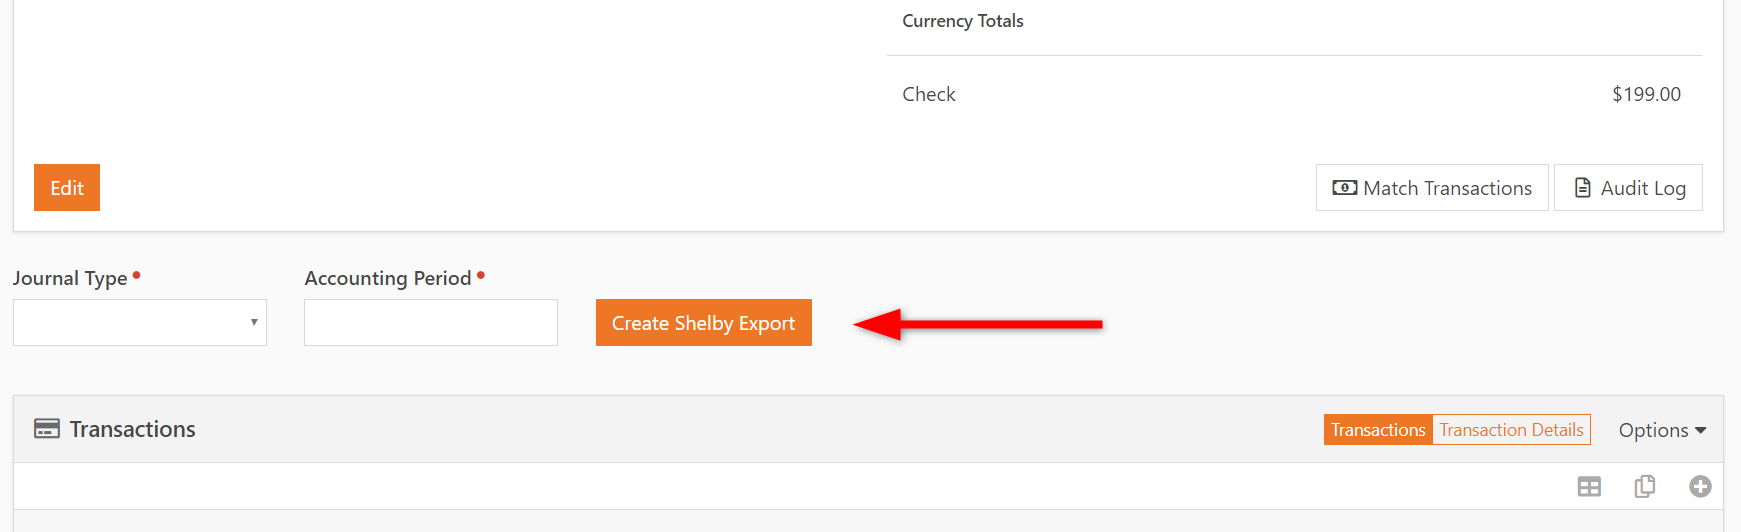 Currency Totals
Check $199.00
Edit Match Transactions Audit Log
Journal Type Accounting Period
Create Shelby Export
Transactions Transactions Transaction Details Options